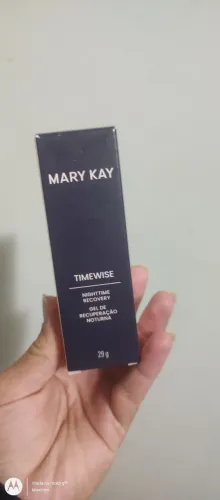 MARY KAY
TIMEWISE
NIGHTTIME
RECOVERY
GEL DE
RECUPERAÇÃO
NOTURNA
29 g